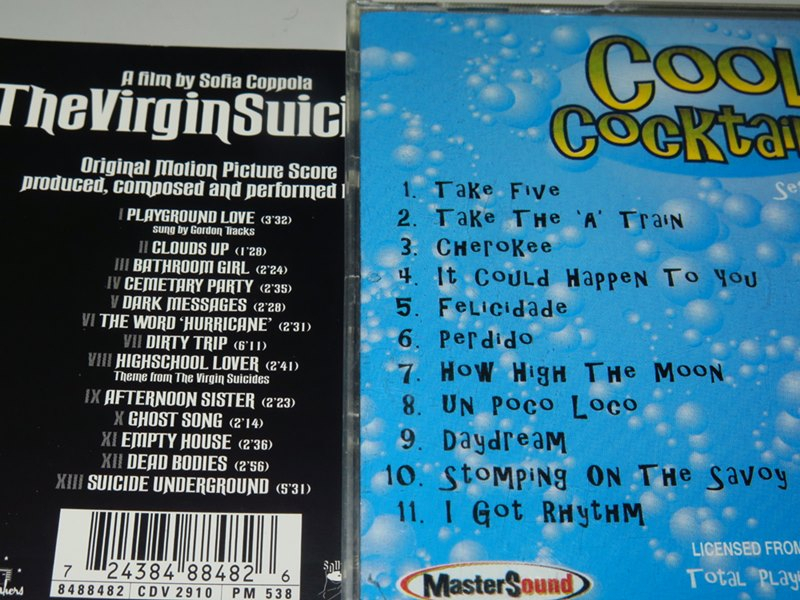 A film by Sofia Coppola
The Virgin Suici
Original Motion Picture Score
produced, composed and performed
I PLAYGROUND LOVE (3'32)
sung by Gordon Tracks
II CLOUDS UP (1'28)
III BATHROOM GIRL (2'24)
IV CEMETARY PARTY (2'35)
V DARK MESSAGES (2'28)
VI THE WORD 'HURRICANE' (2'31)
VII DIRTY TRIP (6'11)
VIII HIGHSCHOOL LOVER (2'41)
Theme from The Virgin Suicides
IX AFTERNOON SISTER (2'23)
X GHOST SONG (2'14)
XI EMPTY HOUSE (2'36)
XII DEAD BODIES (2'56)
XIII SUICIDE UNDERGROUND (5'31)
7 24384 88482 6
8488482 CDV 2910 PM 538
COOL
COCKTAI
1. Take Five
2. Take The 'A' Train
3. Cherokee
4. It Could Happen To You
5. Felicidade
6. Perdido
7. How High The Moon
8. Un Poco Loco
9. Daydream
10. Stomping On The Savoy
11. I Got Rhythm
LICENSED FROM
Total Play
MasterSound